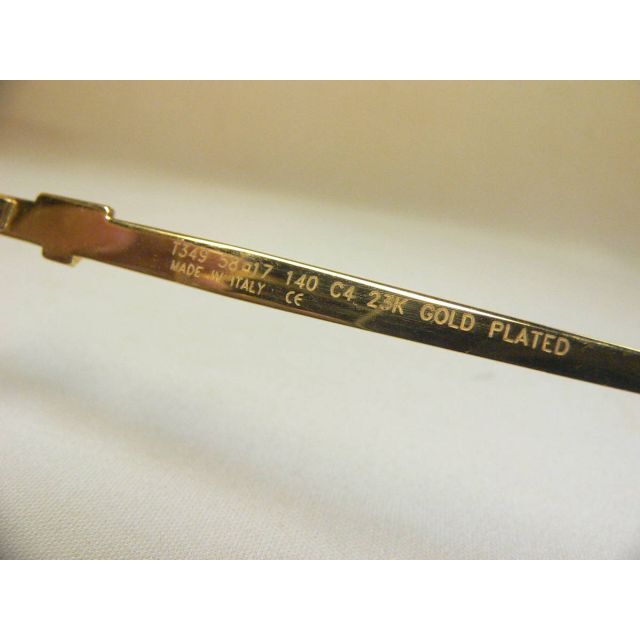 T349 58□17 140 C4 23K GOLD PLATED
MADE IN ITALY CE